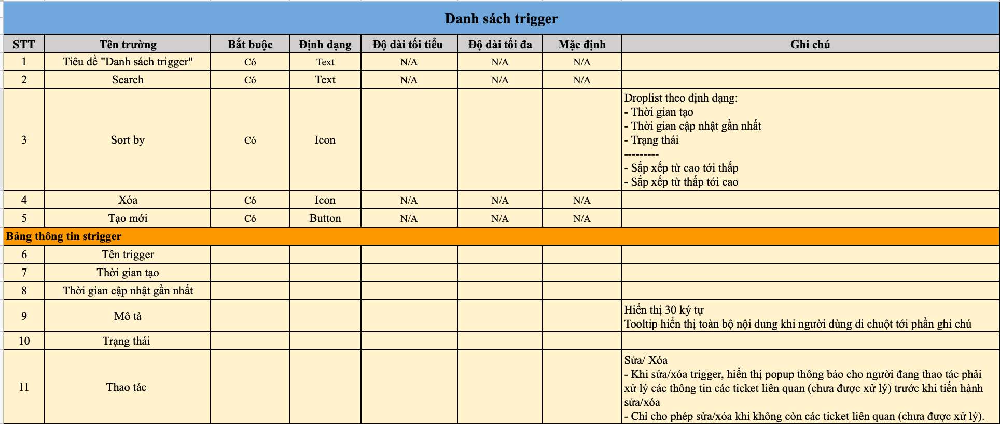 Danh sách trigger
STT Tên trường Bắt buộc Định dạng Độ dài tối tiểu Độ dài tối đa Mặc định Ghi chú
1 Tiêu đề "Danh sách trigger" Có Text N/A N/A N/A
2 Search Có Text N/A N/A N/A
3 Sort by Có Icon
Droplist theo định dạng:
- Thời gian tạo
- Thời gian cập nhật gần nhất
- Trạng thái
---------
- Sắp xếp từ cao tới thấp
- Sắp xếp từ thấp tới cao
4 Xóa Có Icon N/A N/A N/A
5 Tạo mới Có Button N/A N/A N/A
Bảng thông tin strigger
6 Tên trigger
7 Thời gian tạo
8 Thời gian cập nhật gần nhất
9 Mô tả
Hiển thị 30 ký tự
Tooltip hiển thị toàn bộ nội dung khi người dùng di chuột tới phần ghi chú
10 Trạng thái
11 Thao tác
Sửa/ Xóa
- Khi sửa/xóa trigger, hiển thị popup thông báo cho người đang thao tác phải
xử lý các thông tin các ticket liên quan (chưa được xử lý) trước khi tiến hành
sửa/xóa
- Chỉ cho phép sửa/xóa khi không còn các ticket liên quan (chưa được xử lý).